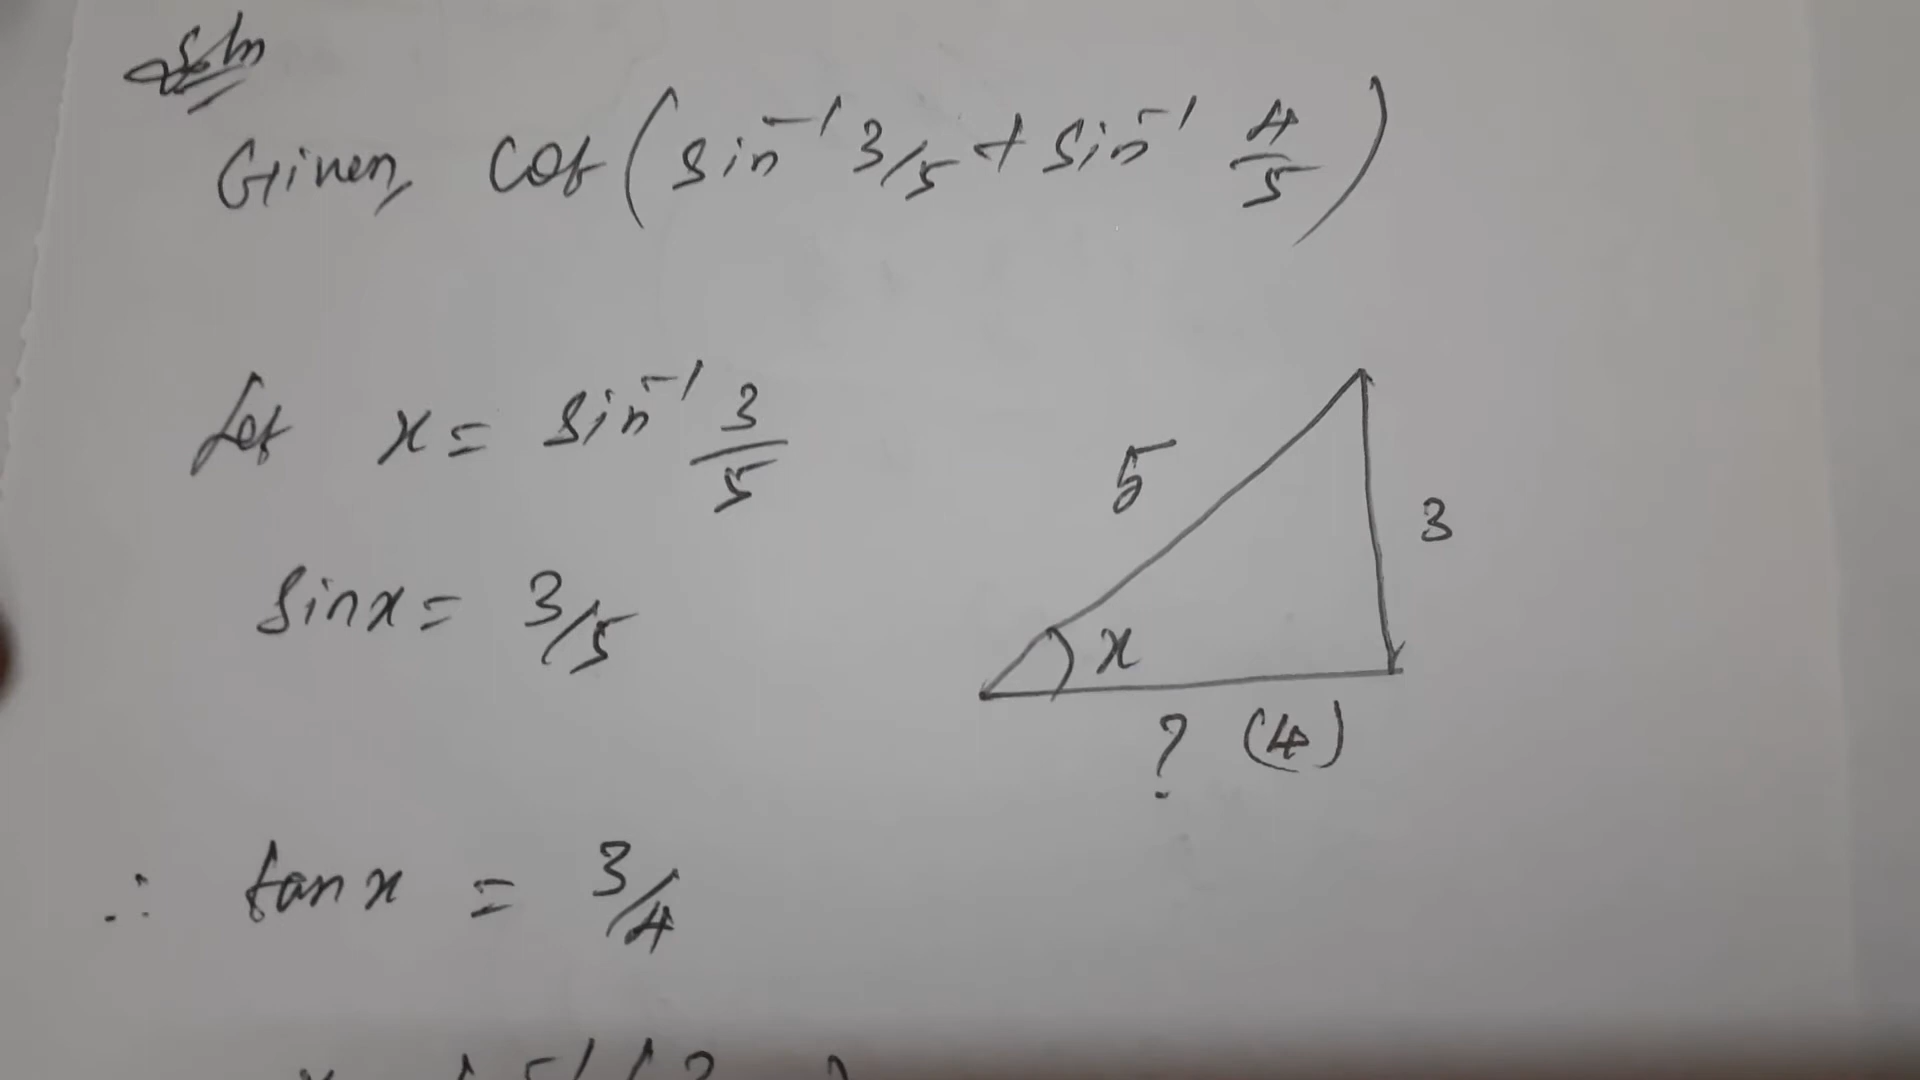 Soln
Given, Cot (sin⁻¹ 3/5 + sin⁻¹ 4/5)
Let x = sin⁻¹ 3/5
sinx = 3/5
5
3
x
? (4)
∴ tan x = 3/4